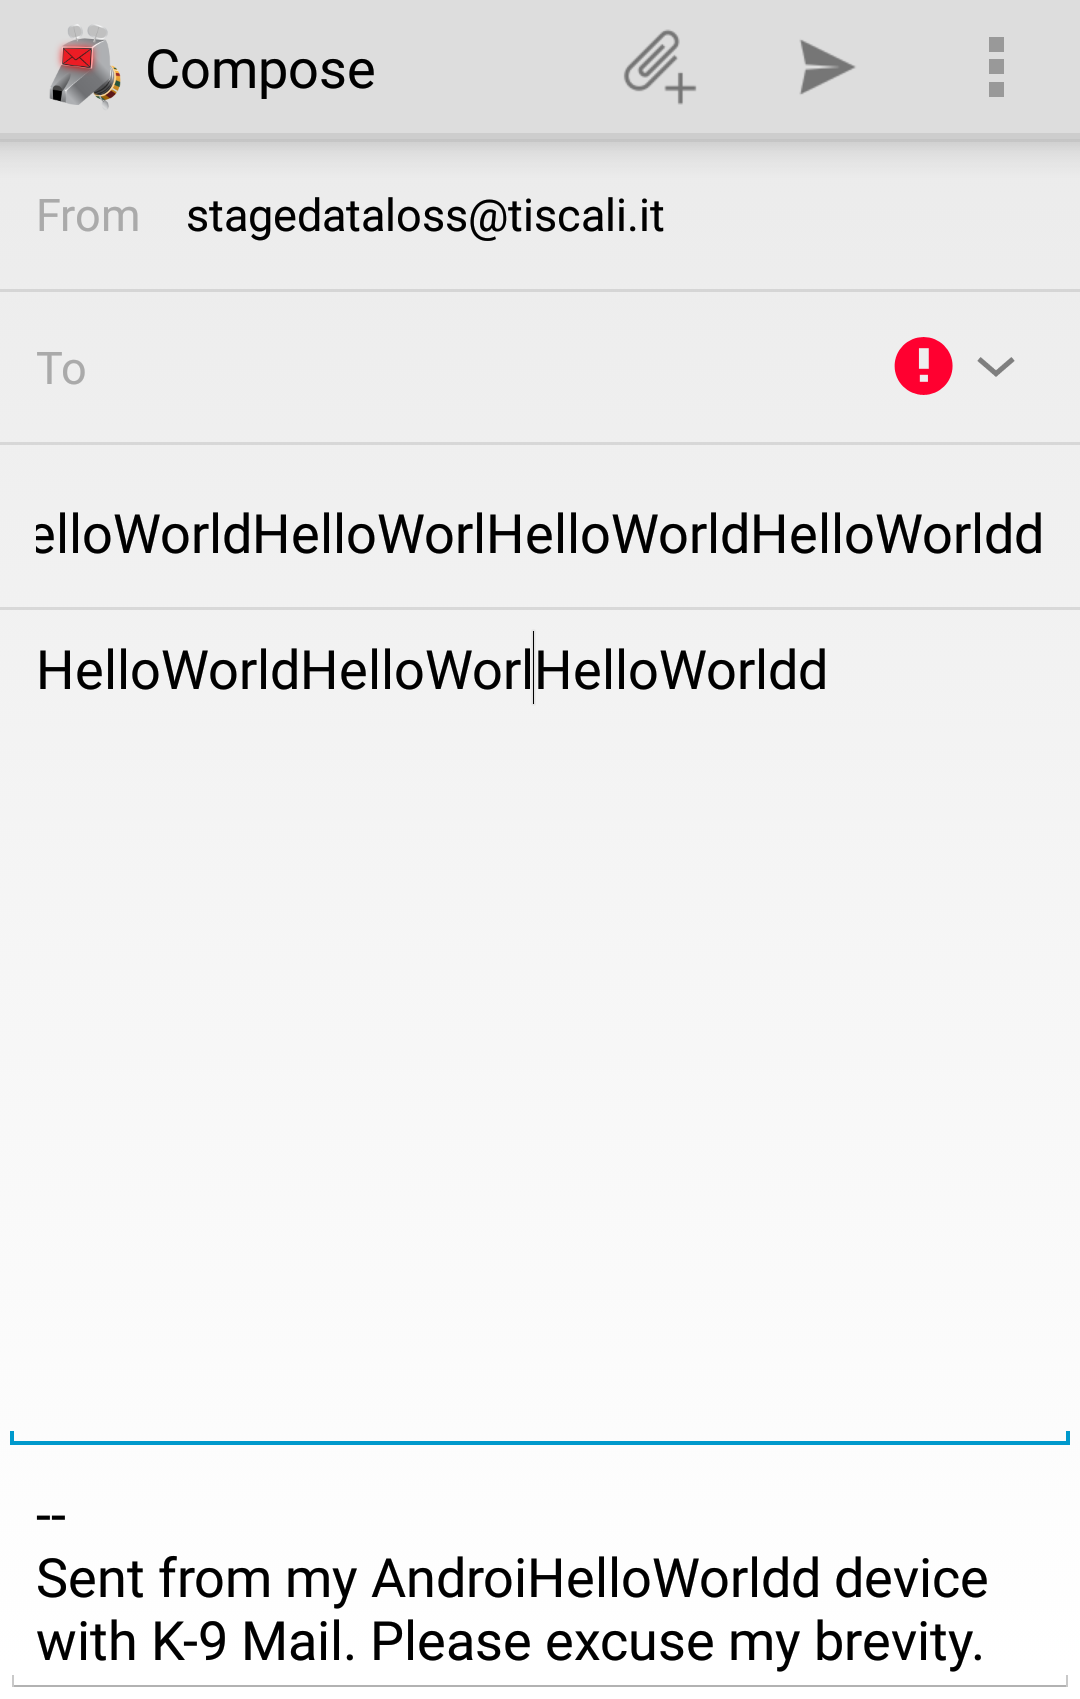 Compose
From stagedataloss@tiscali.it
To
elloWorldHelloWorlHelloWorldHelloWorldd
HelloWorldHelloWorlHelloWorldd
--
Sent from my AndroiHelloWorldd device
with K-9 Mail. Please excuse my brevity.